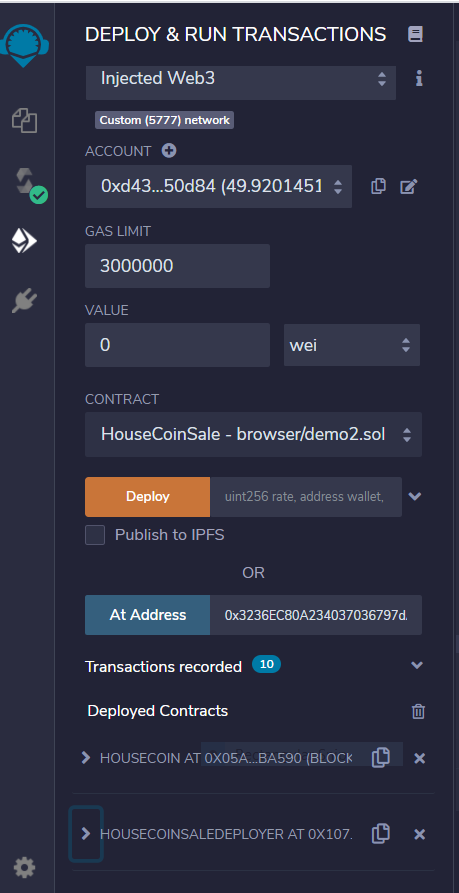 DEPLOY & RUN TRANSACTIONS
Injected Web3
Custom (5777) network
ACCOUNT
0xd43...50d84 (49.9201451
GAS LIMIT
3000000
VALUE
0 wei
CONTRACT
HouseCoinSale - browser/demo2.sol
Deploy uint256 rate, address wallet,
Publish to IPFS
OR
At Address 0x3236EC80A234037036797d.
Transactions recorded 10
Deployed Contracts
HOUSECOIN AT 0X05A...BA590 (BLOCK
HOUSECOINSALEDEPLOYER AT 0X107.